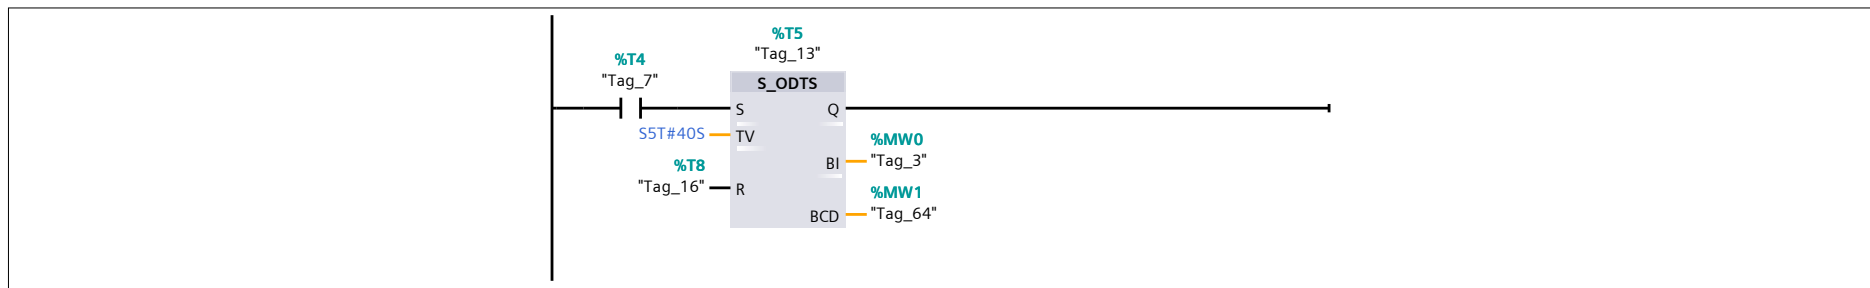 %T5
"Tag_13"
%T4
"Tag_7"
S_ODTS
S
Q
S5T#40S
TV
%MW0
BI
"Tag_3"
%T8
"Tag_16"
R
%MW1
BCD
"Tag_64"